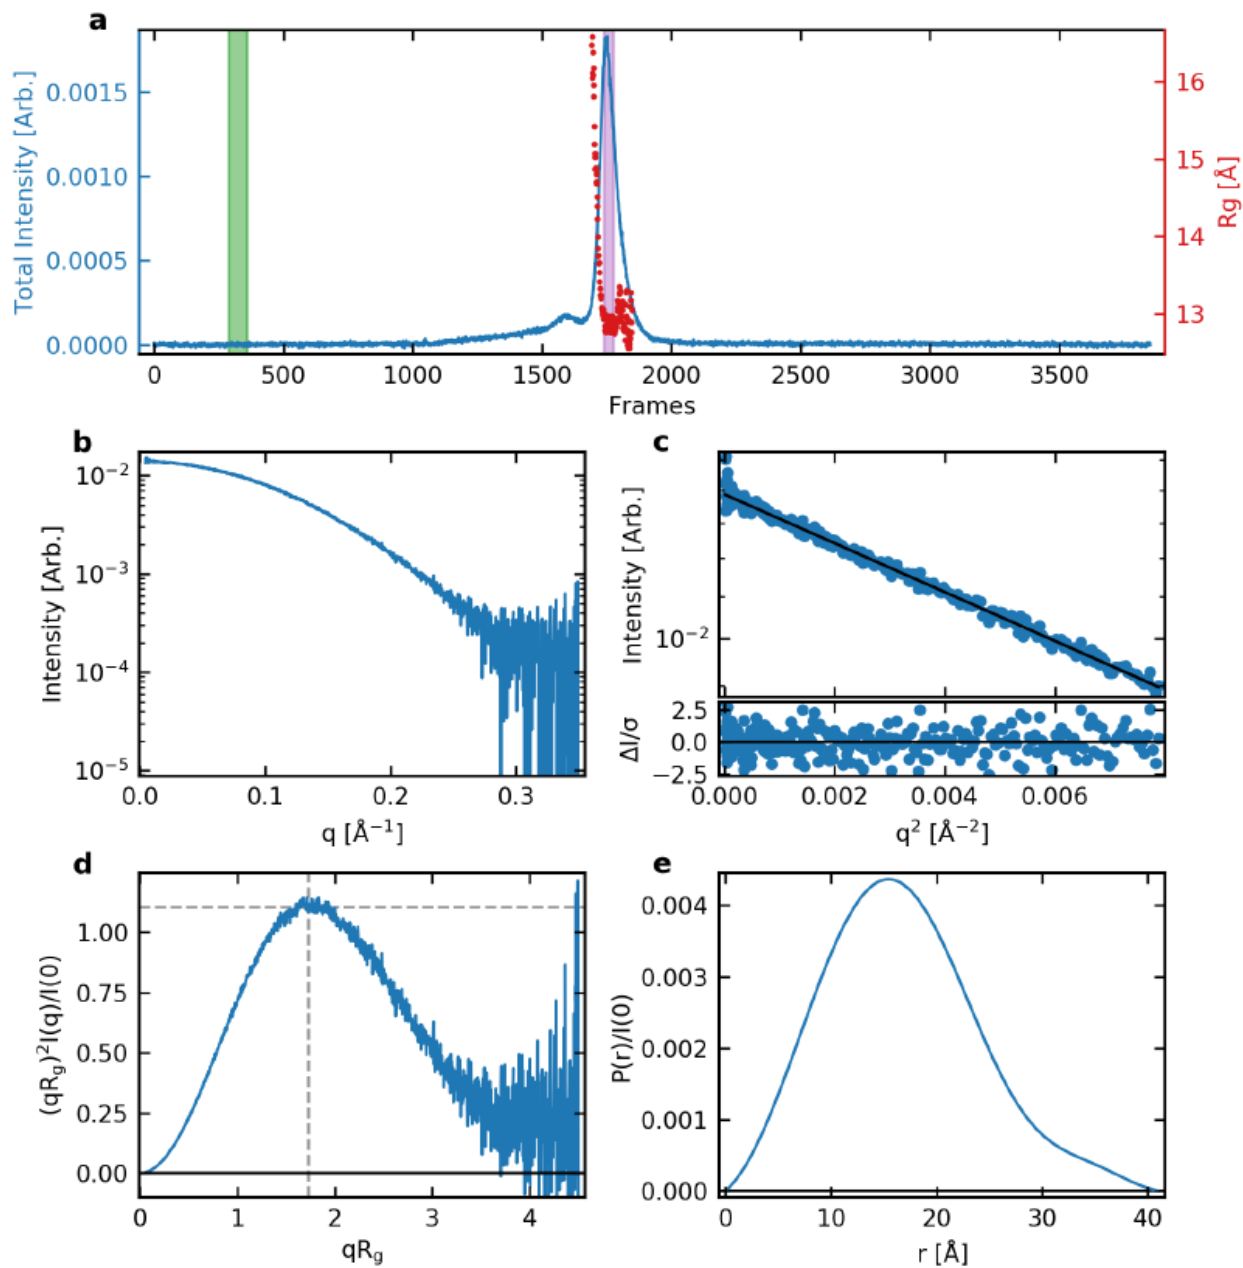 a
Total Intensity [Arb.]
0.0015
0.0010
0.0005
0.0000
16
15
14
13
Rg [Å]
0 500 1000 1500 2000 2500 3000 3500
Frames
b
Intensity [Arb.]
10⁻²
10⁻³
10⁻⁴
10⁻⁵
0.0 0.1 0.2 0.3
q [Å⁻¹]
c
Intensity [Arb.]
10⁻²
ΔI/σ
2.5
0.0
−2.5
0.000 0.002 0.004 0.006
q² [Å⁻²]
d
(qR_g)²I(q)/I(0)
1.00
0.75
0.50
0.25
0.00
0 1 2 3 4
qR_g
e
P(r)/I(0)
0.004
0.003
0.002
0.001
0.000
0 10 20 30 40
r [Å]